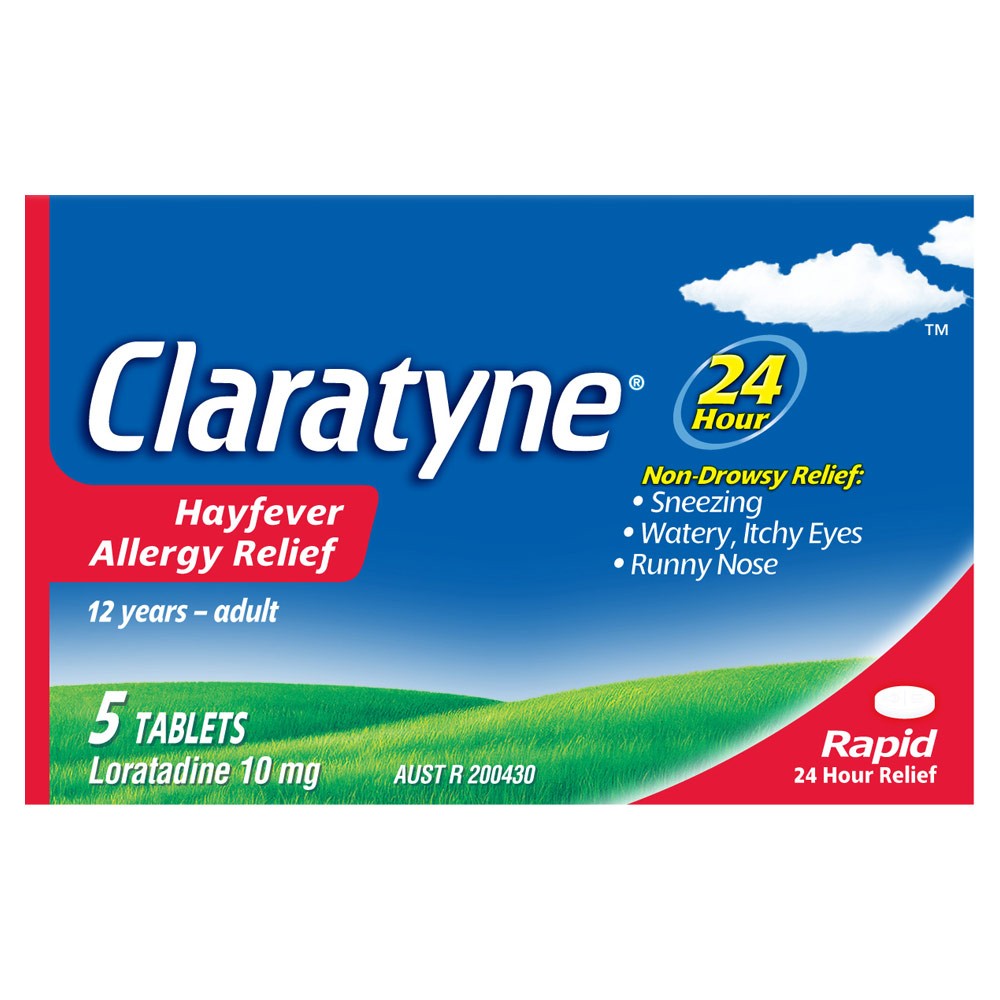 Claratyne®
24
Hour
TM
Non-Drowsy Relief:
• Sneezing
• Watery, Itchy Eyes
• Runny Nose
Hayfever
Allergy Relief
12 years – adult
5 TABLETS
Loratadine 10 mg
AUST R 200430
Rapid
24 Hour Relief